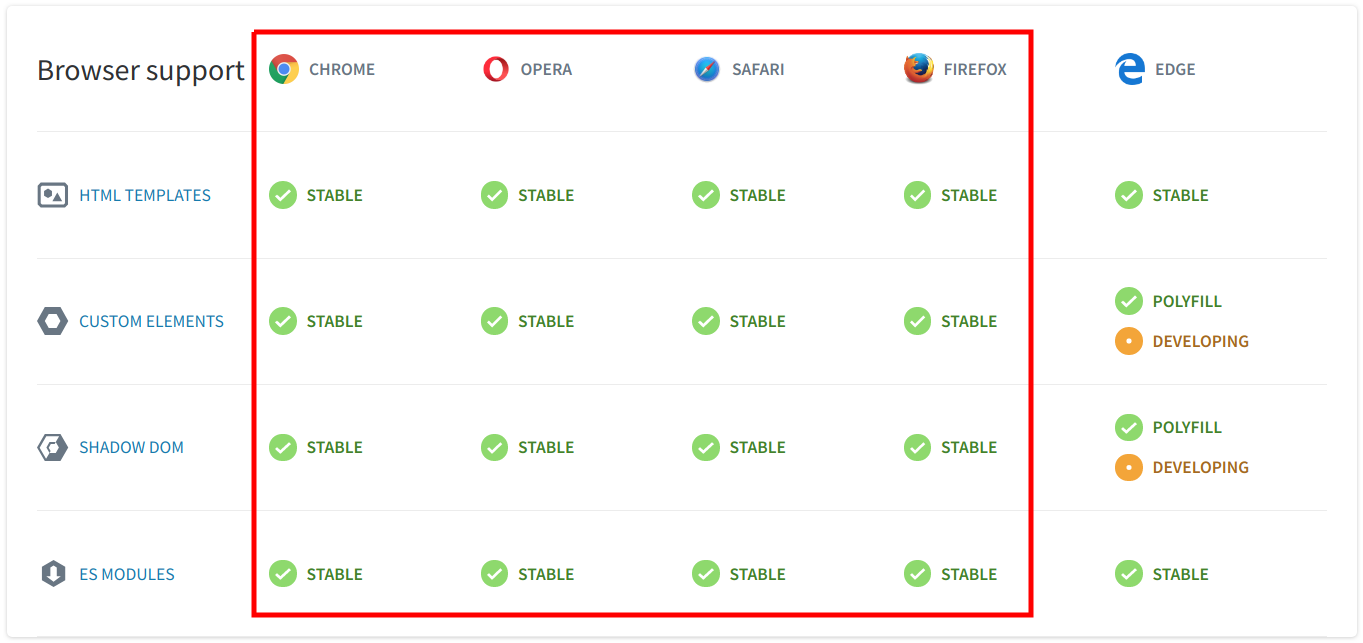 Browser support CHROME OPERA SAFARI FIREFOX EDGE
HTML TEMPLATES STABLE STABLE STABLE STABLE STABLE
CUSTOM ELEMENTS STABLE STABLE STABLE STABLE POLYFILL
DEVELOPING
SHADOW DOM STABLE STABLE STABLE STABLE POLYFILL
DEVELOPING
ES MODULES STABLE STABLE STABLE STABLE STABLE